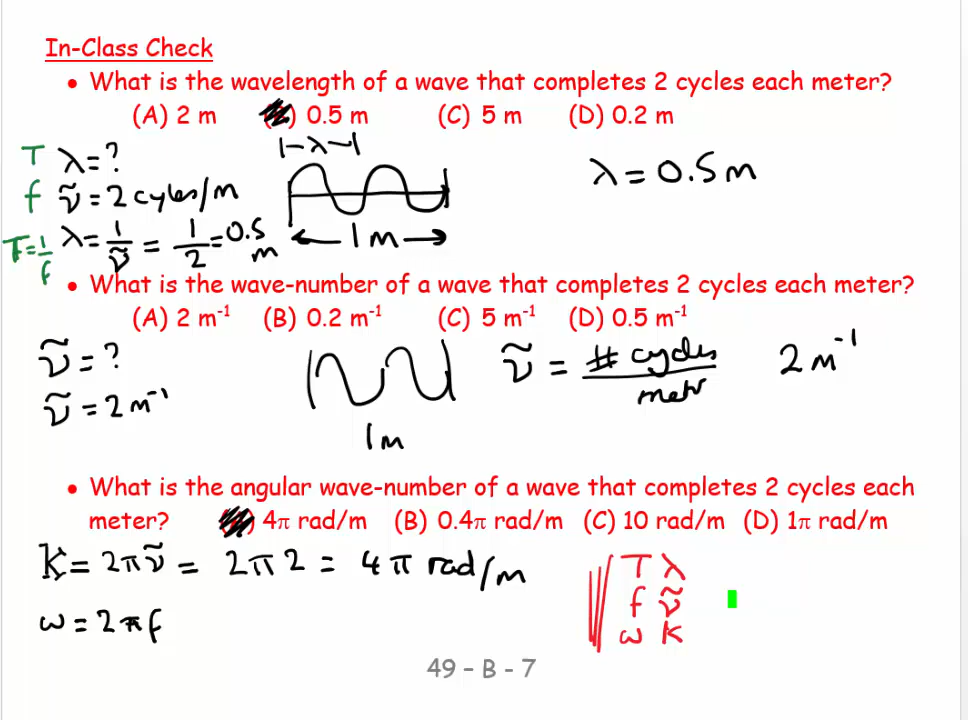 In-Class Check
• What is the wavelength of a wave that completes 2 cycles each meter?
(A) 2 m ) 0.5 m (C) 5 m (D) 0.2 m
T λ = ?
|-λ-|
λ = 0.5 m
f ṽ = 2 cycles/m
T=1/f λ = 1/ṽ = 1/2 = 0.5 m
1 m
• What is the wave-number of a wave that completes 2 cycles each meter?
(A) 2 m⁻¹ (B) 0.2 m⁻¹ (C) 5 m⁻¹ (D) 0.5 m⁻¹
ṽ = ?
ṽ = # cycles/metr
2 m⁻¹
ṽ = 2 m⁻¹
1 m
• What is the angular wave-number of a wave that completes 2 cycles each
meter? ) 4π rad/m (B) 0.4π rad/m (C) 10 rad/m (D) 1π rad/m
K = 2πṽ = 2π2 = 4π rad/m
T λ
f ṽ
ω = 2πf
ω k
49 – B - 7